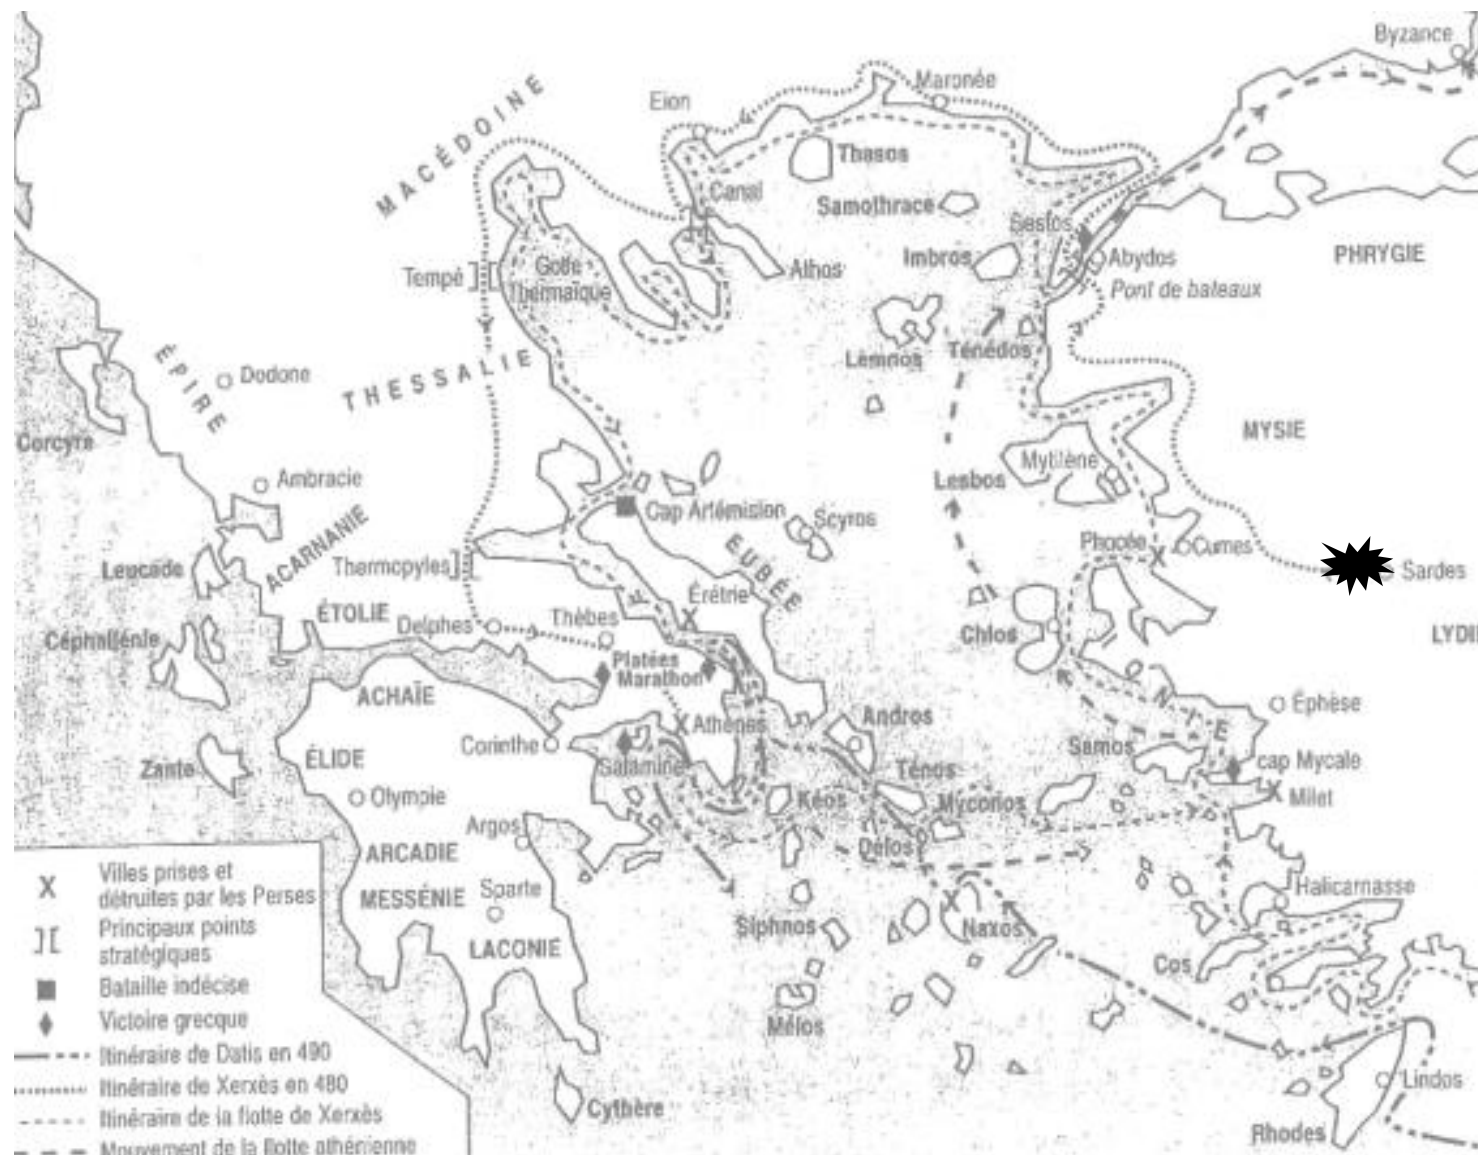 Byzance
Maronée
Eion
MACÉDOINE
Thasos
Canal
Samothrace
Sestos
PHRYGIE
Imbros
Abydos
Athos
Tempé
Golfe
Thermaïque
Pont de bateaux
Lemnos
Ténédos
ÉPIRE
Dodone
THESSALIE
MYSIE
Corcyre
Mytilène
Lesbos
Ambracie
Cap Artémision
Scyros
ACARNANIE
EUBÉE
Phocée
Cumes
Sardes
Leucade
Thermopyles
Érétrie
ÉTOLIE
Delphes
Thèbes
Chios
LYDI
Céphallénie
Platées
Marathon
ACHAÏE
IONIE
Éphèse
Andros
Athènes
Corinthe
Samos
cap Mycale
ÉLIDE
Salamine
Zante
Ténos
Olympie
Kéos
Myconos
Milet
Argos
Délos
ARCADIE
MESSÉNIE
Sparte
Halicarnasse
Siphnos
Naxos
LACONIE
Cos
Mélos
Lindos
Cythère
Rhodes
X Villes prises et
détruites par les Perses
][ Principaux points
stratégiques
Bataille indécise
Victoire grecque
Itinéraire de Datis en 490
Itinéraire de Xerxès en 480
Itinéraire de la flotte de Xerxès
Mouvement de la flotte athénienne